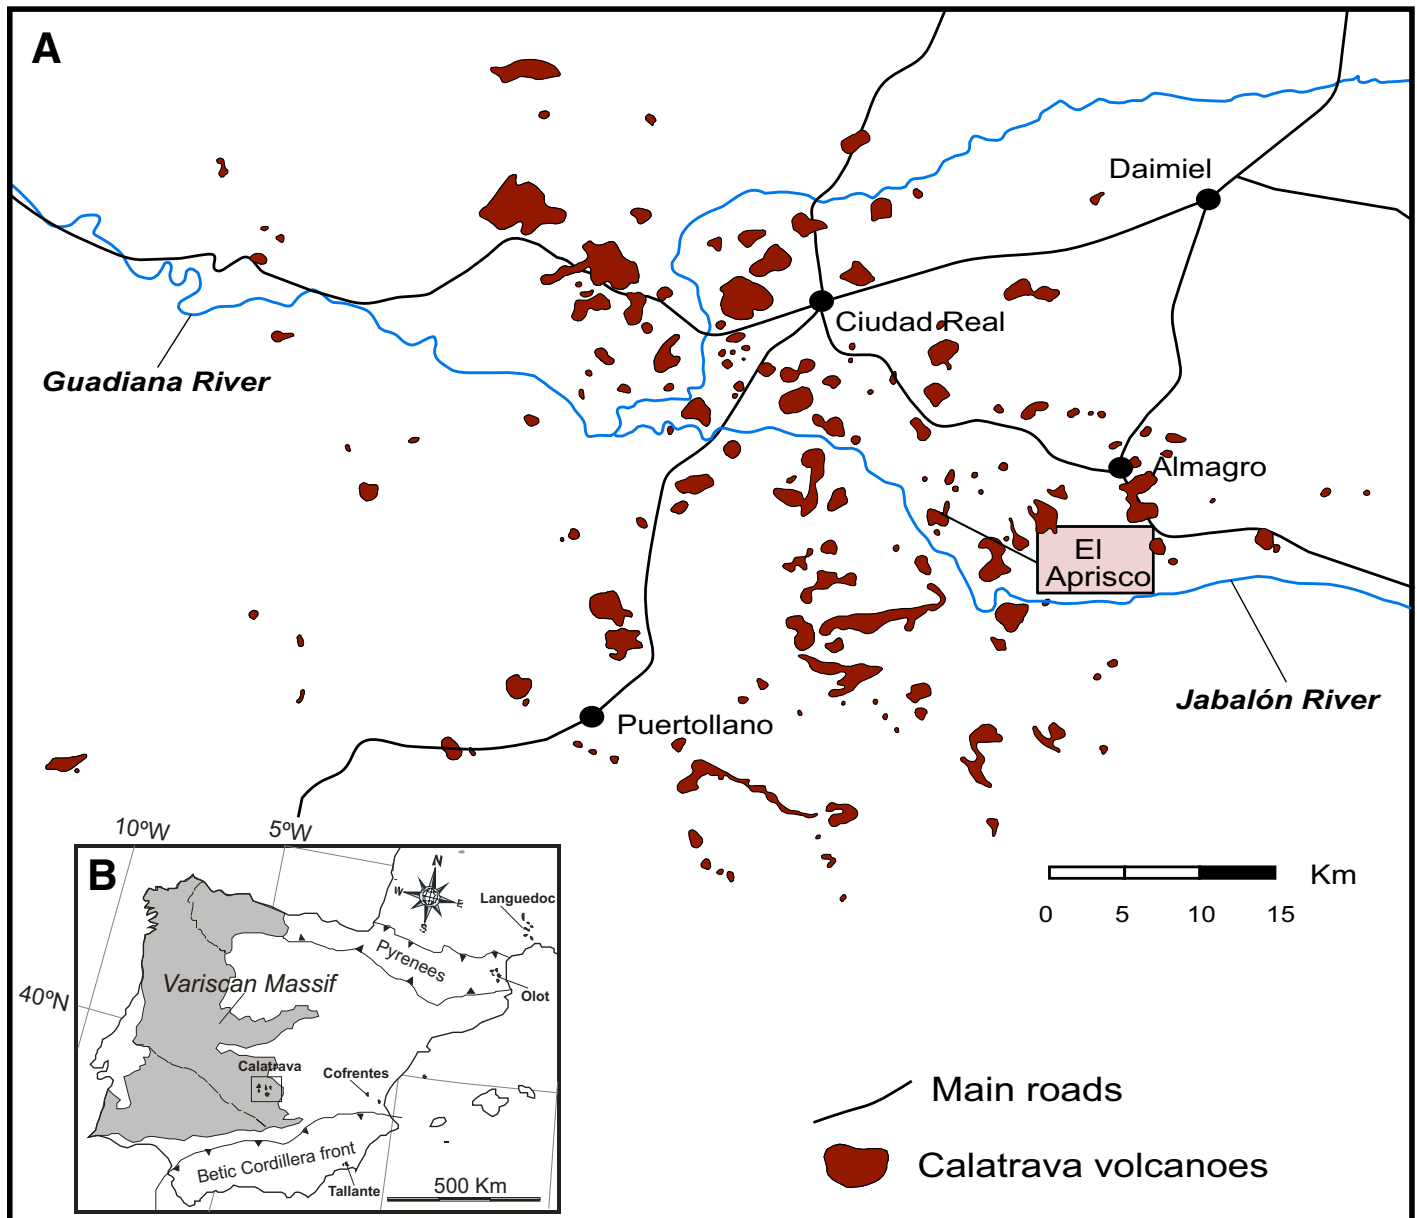 A
Daimiel
Ciudad Real
Guadiana River
Almagro
El
Aprisco
Jabalón River
Puertollano
10ºW
5ºW
B
N
W
E
S
Languedoc
Pyrenees
Olot
Variscan Massif
40ºN
Calatrava
Cofrentes
Betic Cordillera front
Tallante
500 Km
Km
0 5 10 15
Main roads
Calatrava volcanoes